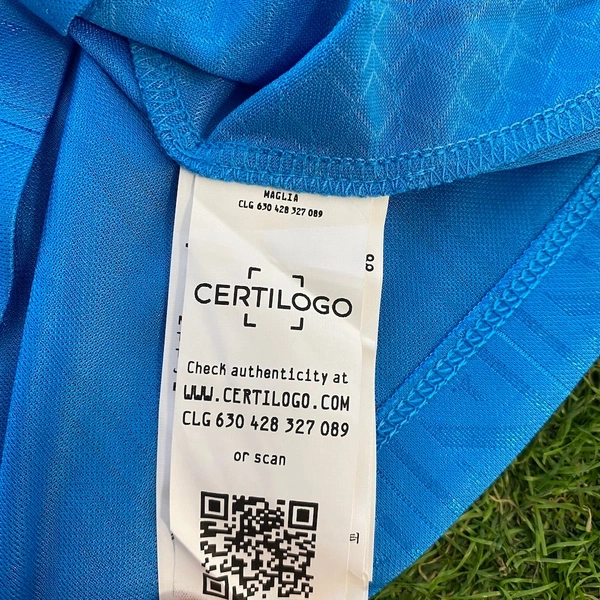 MAGLIA
CLG 630 428 327 089
CERTILOGO
Check authenticity at
WWW.CERTILOGO.COM
CLG 630 428 327 089
or scan
터